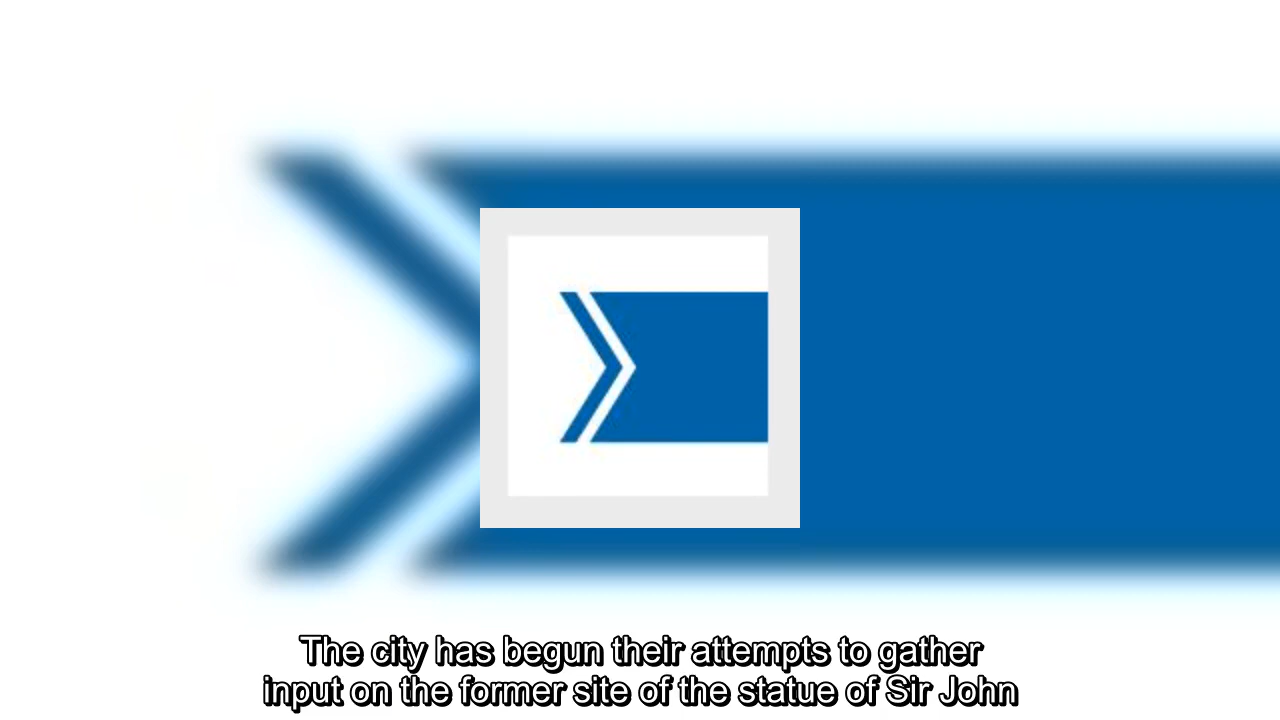 The city has begun their attempts to gather
input on the former site of the statue of Sir John